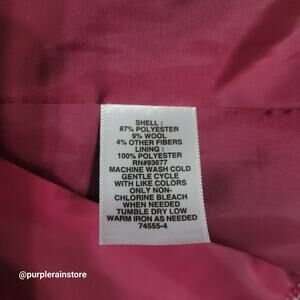 SHELL :
87% POLYESTER
9% WOOL
4% OTHER FIBERS
LINING :
100% POLYESTER
RN#93677
MACHINE WASH COLD
GENTLE CYCLE
WITH LIKE COLORS
ONLY NON-
CHLORINE BLEACH
WHEN NEEDED
TUMBLE DRY LOW
WARM IRON AS NEEDED
74555-4
@purplerainstore